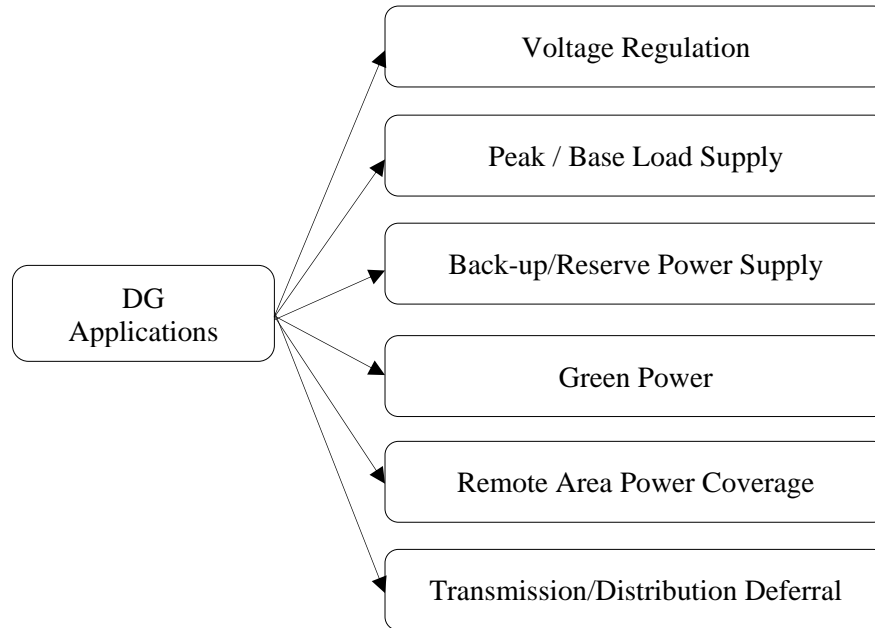 Voltage Regulation
Peak / Base Load Supply
Back-up/Reserve Power Supply
DG
Applications
Green Power
Remote Area Power Coverage
Transmission/Distribution Deferral